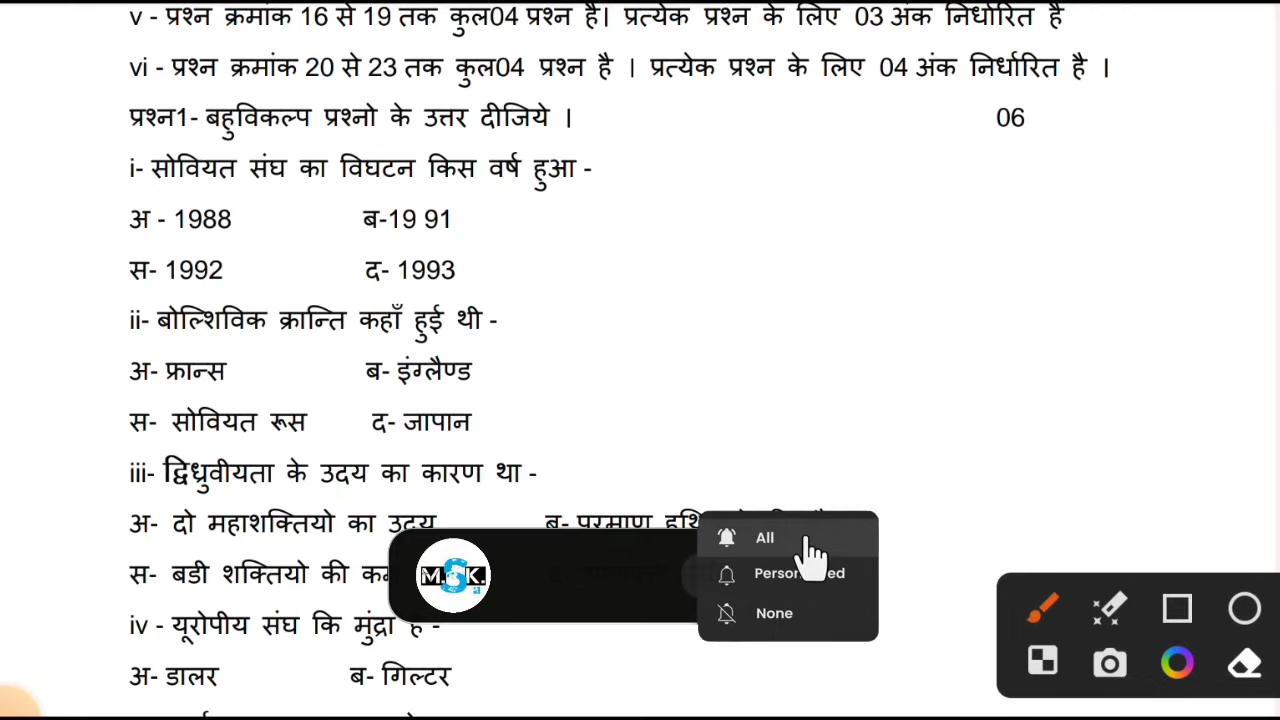 v - प्रश्न क्रमांक 16 से 19 तक कुल04 प्रश्न है। प्रत्येक प्रश्न के लिए 03 अंक निर्धारित है
vi - प्रश्न क्रमांक 20 से 23 तक कुल04 प्रश्न है । प्रत्येक प्रश्न के लिए 04 अंक निर्धारित है ।
प्रश्न1- बहुविकल्प प्रश्नो के उत्तर दीजिये । 06
i- सोवियत संघ का विघटन किस वर्ष हुआ -
अ - 1988 ब-19 91
स- 1992 द- 1993
ii- बोल्शिविक क्रान्ति कहाँ हुई थी -
अ- फ्रान्स ब- इंग्लैण्ड
स- सोवियत रूस द- जापान
iii- द्विध्रुवीयता के उदय का कारण था -
अ- दो महाशक्तियो का उदय ब- परमाणु
All
स- बडी शक्तियो की
M.S.K.
None
iv - यूरोपीय संघ कि मुंद्रा है -
अ- डालर ब- गिल्टर